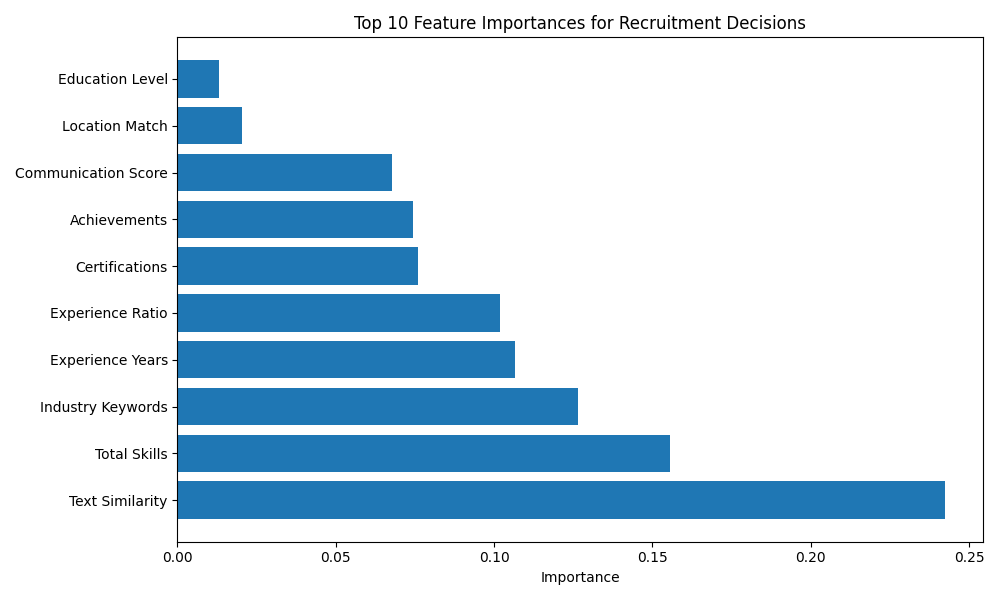 Top 10 Feature Importances for Recruitment Decisions
Education Level
Location Match
Communication Score
Achievements
Certifications
Experience Ratio
Experience Years
Industry Keywords
Total Skills
Text Similarity
0.00 0.05 0.10 0.15 0.20 0.25
Importance